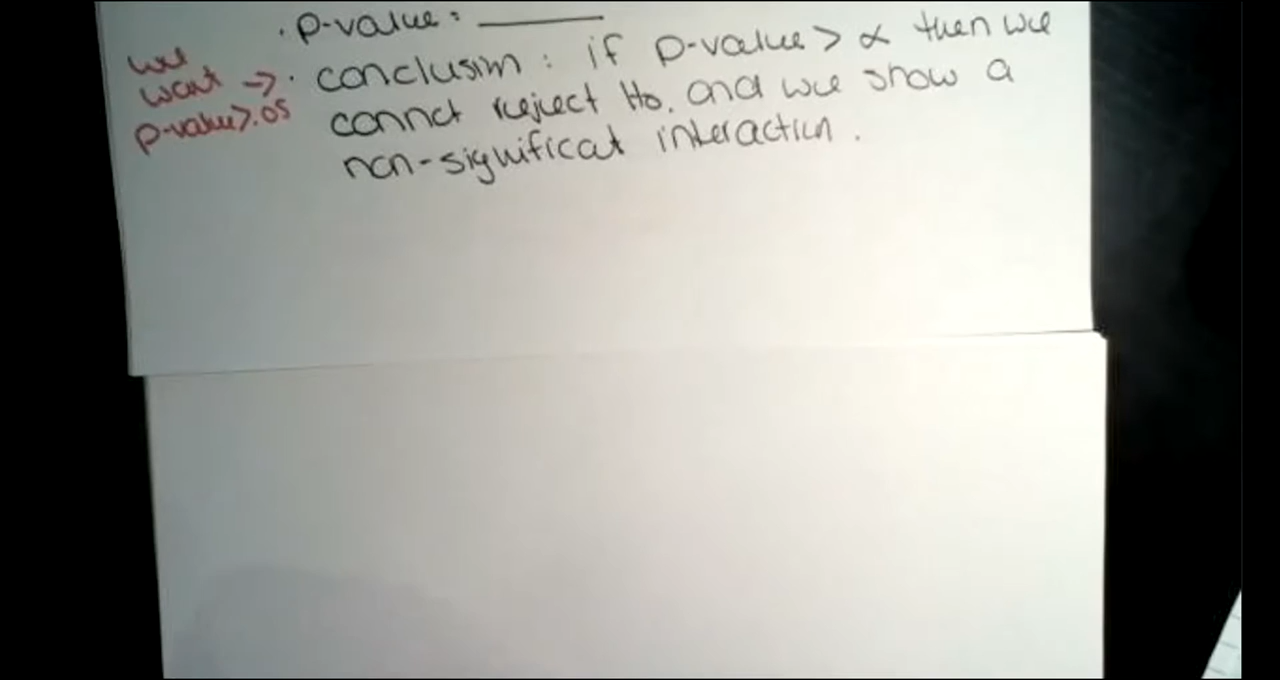 · p-value: ______
we
want -> · conclusion : if p-value > α then we
p-value > .05
cannot reject Ho. and we show a
non-significat interaction.